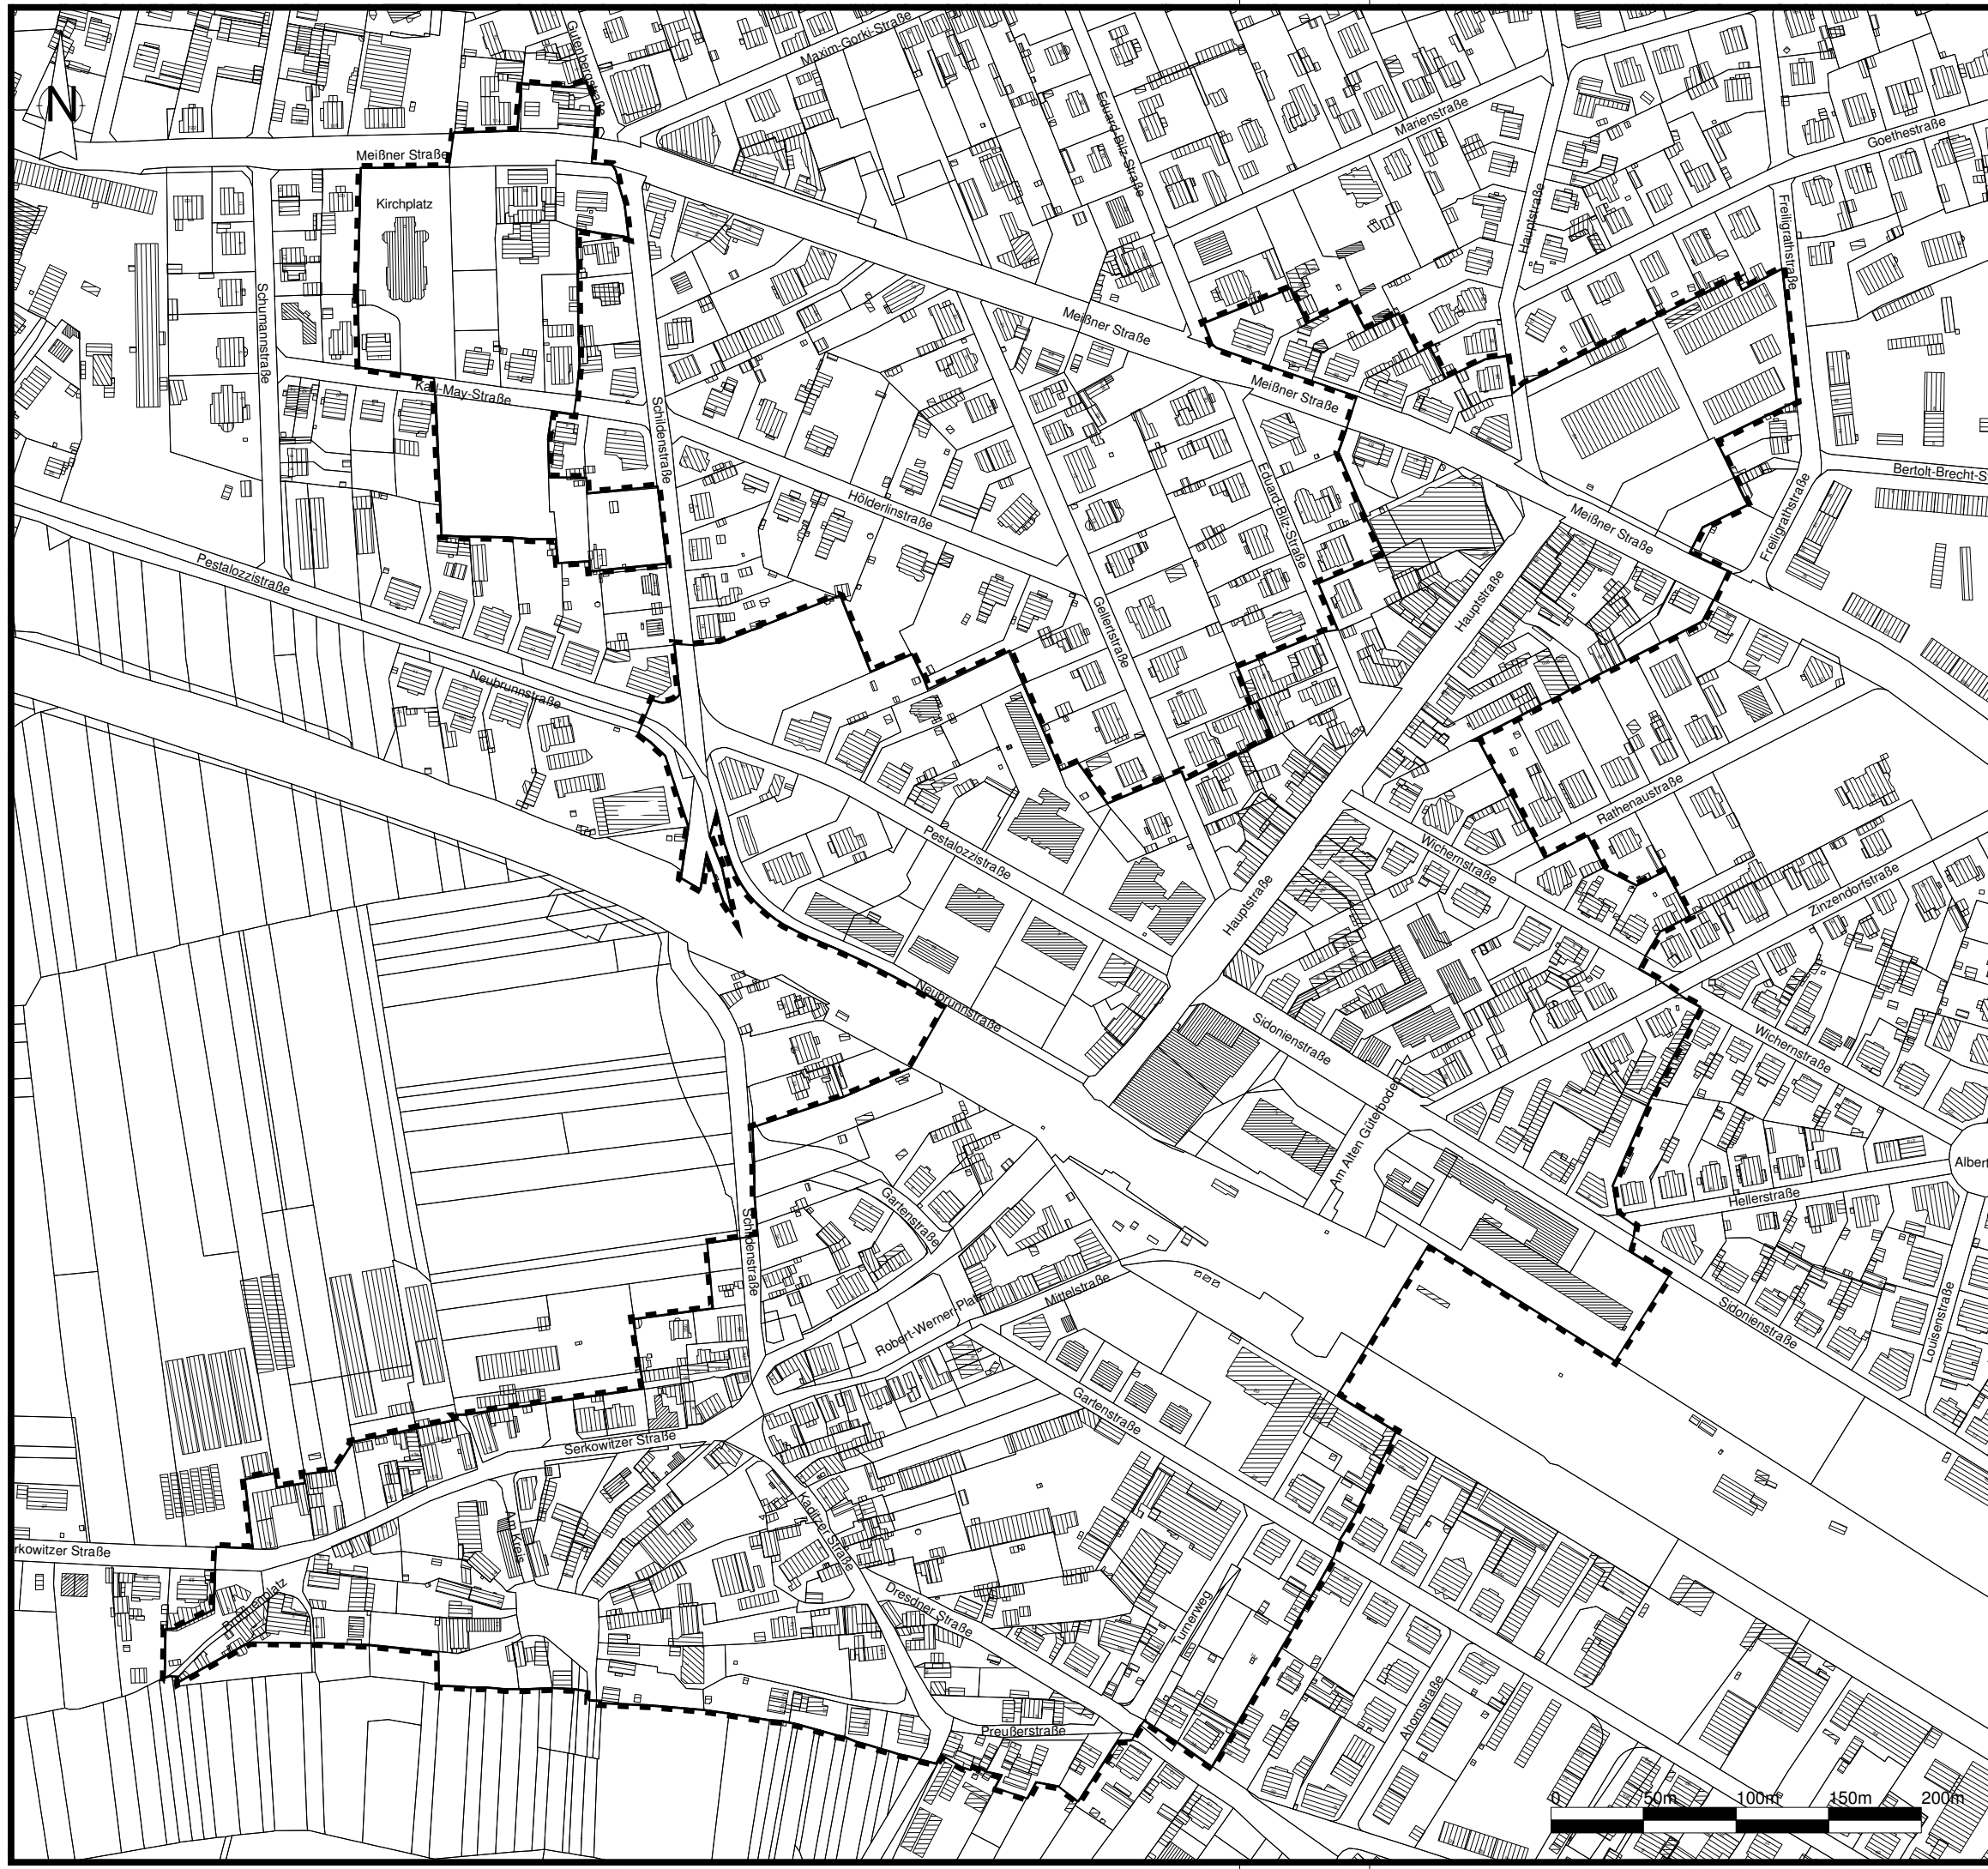 Gutenbergstraße
Maxim-Gorki-Straße
N
Eduard-Bilz-Straße
Marienstraße
Goethestraße
Meißner Straße
Kirchplatz
Hauptstraße
Freiligrathstraße
Schumannstraße
Meißner Straße
Karl-May-Straße
Meißner Straße
Schildenstraße
Bertolt-Brecht-S
Hölderlinstraße
Eduard-Bilz-Straße
Meißner Straße
Freiligrathstraße
Pestalozzistraße
Gellertstraße
Hauptstraße
Neubrunnstraße
Rathenaustraße
Pestalozzistraße
Wichernstraße
Hauptstraße
Zinzendorfstraße
Neubrunnstraße
Sidonienstraße
Wichernstraße
Am Alten Güterboden
Albert
Hellerstraße
Gartenstraße
Schildenstraße
Robert-Werner-Platz
Mittelstraße
Sidonienstraße
Louisenstraße
Gartenstraße
Serkowitzer Straße
Am Kreis
Kaditzer Straße
rkowitzer Straße
Dresdner Straße
Turnerweg
Ahornstraße
Preußerstraße
0 50m 100m 150m 200m